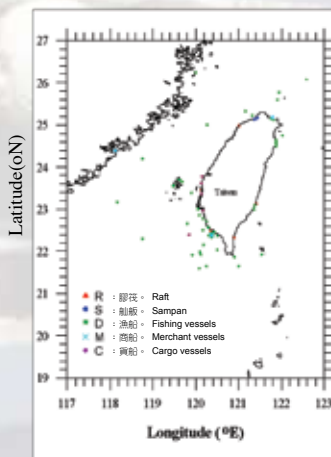 Latitude(oN)
27
26
25
24
23
22
21
20
19
Taiwan
R : 膠筏。 Raft
S : 舢舨。 Sampan
D : 漁船。 Fishing vessels
M : 商船。 Merchant vessels
C : 貨船。 Cargo vessels
117 118 119 120 121 122 123
Longitude (°E)